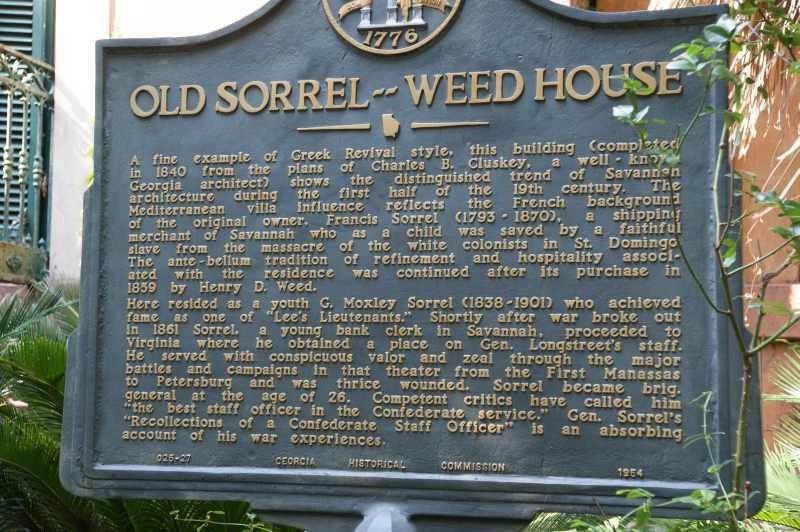 1776
OLD SORREL -- WEED HOUSE
A fine example of Greek Revival style, this building (completed
in 1840 from the plans of Charles B. Cluskey, a well-known
Georgia architect) shows the distinguished trend of Savannah
architecture during the first half of the 19th century. The
Mediterranean villa influence reflects the French background
of the original owner, Francis Sorrel (1793-1870), a shipping
merchant of Savannah who as a child was saved by a faithful
slave from the massacre of the white colonists in St. Domingo.
The ante-bellum tradition of refinement and hospitality associ-
ated with the residence was continued after its purchase in
1859 by Henry D. Weed.
Here resided as a youth G. Moxley Sorrel (1838-1901) who achieved
fame as one of "Lee's Lieutenants." Shortly after war broke out
in 1861 Sorrel, a young bank clerk in Savannah, proceeded to
Virginia where he obtained a place on Gen. Longstreet's staff.
He served with conspicuous valor and zeal through the major
battles and campaigns in that theater from the First Manassas
to Petersburg and was thrice wounded. Sorrel became brig.
general at the age of 26. Competent critics have called him
"the best staff officer in the Confederate service." Gen. Sorrel's
"Recollections of a Confederate Staff Officer" is an absorbing
account of his war experiences.
025-27 GEORGIA HISTORICAL COMMISSION 1954